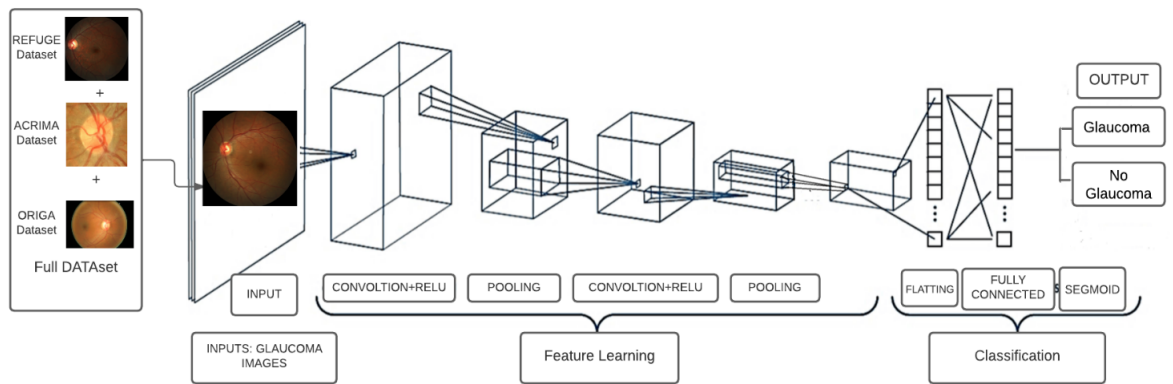 REFUGE
Dataset
+
ACRIMA
Dataset
+
ORIGA
Dataset
Full DATAset
INPUT
INPUTS: GLAUCOMA
IMAGES
CONVOLTION+RELU
POOLING
CONVOLTION+RELU
POOLING
Feature Learning
FLATTING
FULLY
CONNECTED
S
SEGMOID
Classification
OUTPUT
Glaucoma
No
Glaucoma